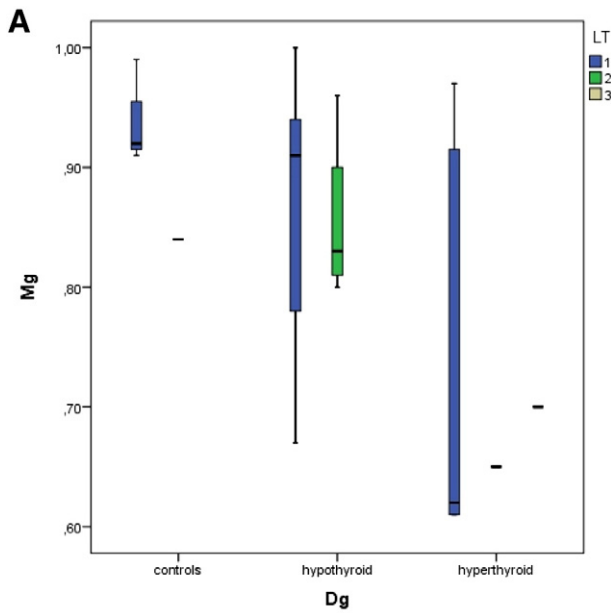 A
LT
1
2
3
1,00
,90
,80
,70
,60
Mg
controls
hypothyroid
hyperthyroid
Dg